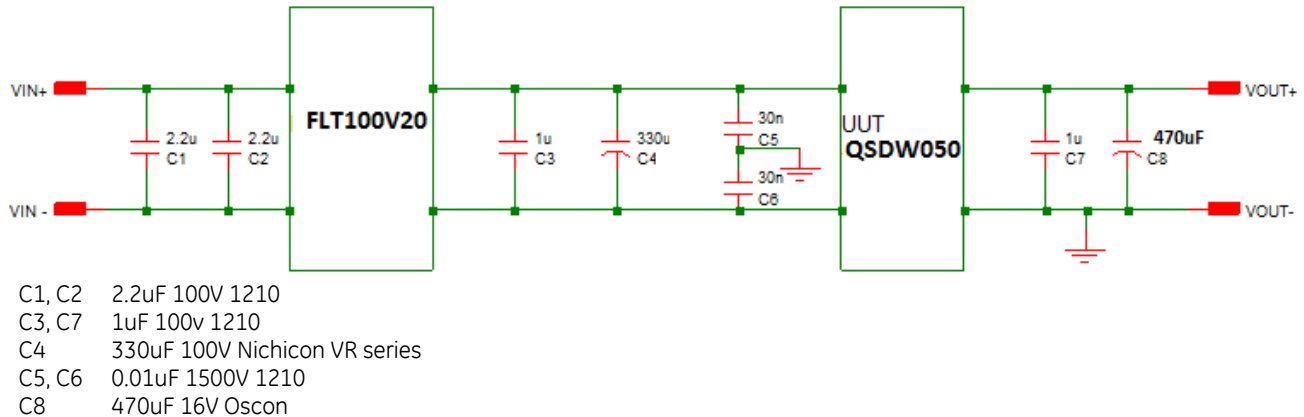 VIN+
VIN -
2.2u
C1
2.2u
C2
FLT100V20
1u
C3
330u
C4
30n
C5
30n
C6
UUT
QSDW050
1u
C7
470uF
C8
VOUT+
VOUT-
C1, C2 2.2uF 100V 1210
C3, C7 1uF 100v 1210
C4 330uF 100V Nichicon VR series
C5, C6 0.01uF 1500V 1210
C8 470uF 16V Oscon